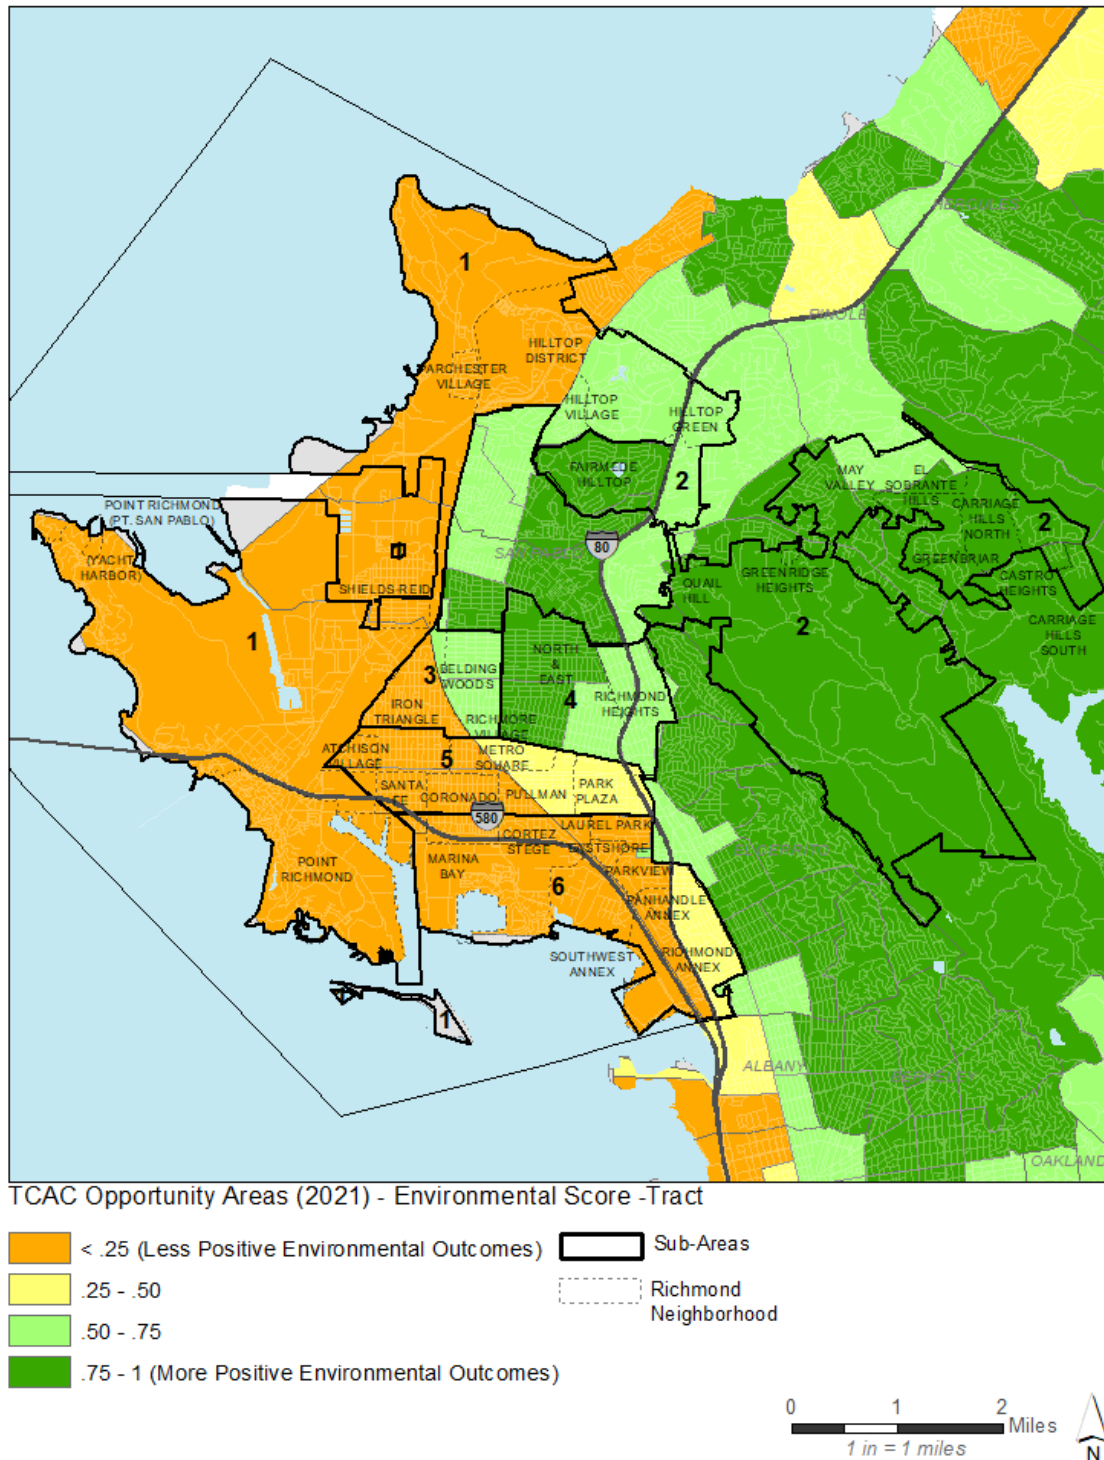 1
HERCULES
PINOLE
HILLTOP
DISTRICT
PARCHESTER
VILLAGE
HILLTOP
VILLAGE
HILLTOP
GREEN
FAIRMEDE
HILLTOP
2
MAY
VALLEY
EL
SOBRANTE
HILLS
CARRIAGE
HILLS
NORTH
2
POINT RICHMOND
(PT. SAN PABLO)
SAN PABLO
80
(YACHT
HARBOR)
SHIELDS-REID
QUAIL
HILL
GREENRIDGE
HEIGHTS
GREENBRIAR
CASTRO
HEIGHTS
CARRIAGE
HILLS
SOUTH
1
2
3
BELDING
WOODS
NORTH
&
EAST
4
RICHMOND
HEIGHTS
IRON
TRIANGLE
RICHMORE
VILLAGE
METRO
SQUARE
ATCHISON
VILLAGE
5
SANTA
FE
CORONADO
PULLMAN
PARK
PLAZA
580
CORTEZ
STEGE
LAUREL PARK
EASTSHORE
PARKVIEW
MARINA
BAY
POINT
RICHMOND
6
PANHANDLE
ANNEX
SOUTHWEST
ANNEX
RICHMOND
ANNEX
1
1
ALBANY
BERKELEY
OAKLAND
TCAC Opportunity Areas (2021) - Environmental Score -Tract
< .25 (Less Positive Environmental Outcomes)
.25 - .50
.50 - .75
.75 - 1 (More Positive Environmental Outcomes)
Sub-Areas
Richmond
Neighborhood
0 1 2
Miles
1 in = 1 miles
N